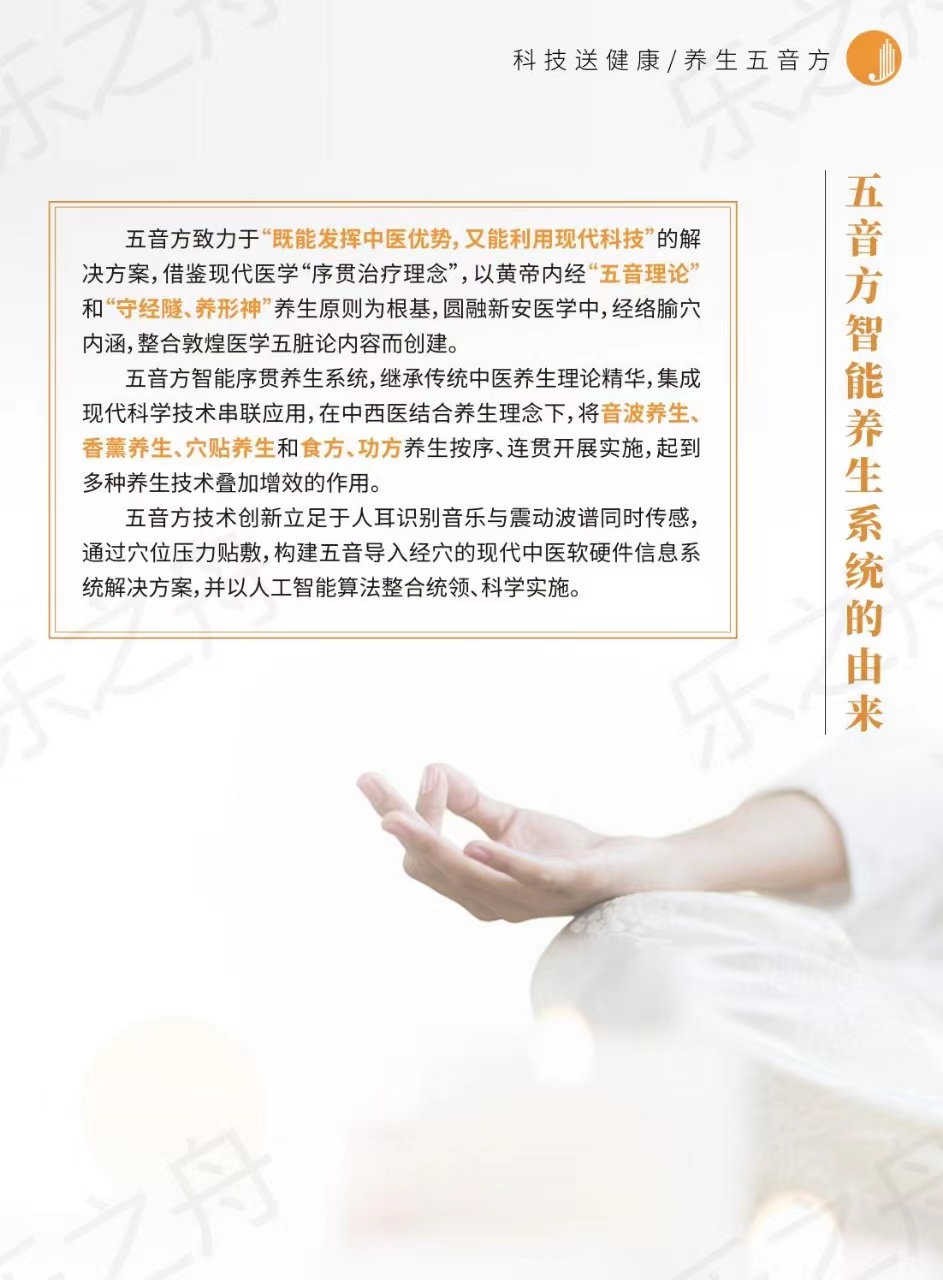 科技送健康/养生五音方
五音方智能养生系统的由来
五音方致力于“既能发挥中医优势，又能利用现代科技”的解
决方案，借鉴现代医学“序贯治疗理念”，以黄帝内经“五音理论”
和“守经隧、养形神”养生原则为根基，圆融新安医学中，经络腧穴
内涵，整合敦煌医学五脏论内容而创建。
五音方智能序贯养生系统，继承传统中医养生理论精华，集成
现代科学技术串联应用，在中西医结合养生理念下，将音波养生、
香薰养生、穴贴养生和食方、功方养生按序、连贯开展实施，起到
多种养生技术叠加增效的作用。
五音方技术创新立足于人耳识别音乐与震动波谱同时传感，
通过穴位压力贴敷，构建五音导入经穴的现代中医软硬件信息系
统解决方案，并以人工智能算法整合统领、科学实施。
乐之舟
乐之舟
乐之舟
乐之舟
乐之舟
乐之舟